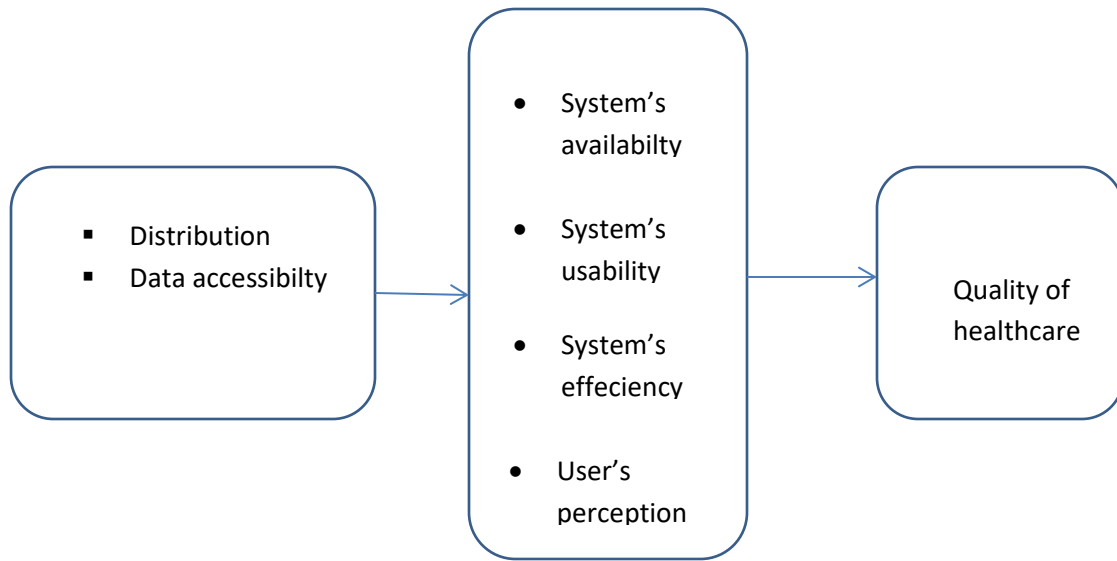 ▪ Distribution
▪ Data accessibilty
• System’s
availabilty
• System’s
usability
• System’s
effeciency
• User’s
perception
Quality of
healthcare